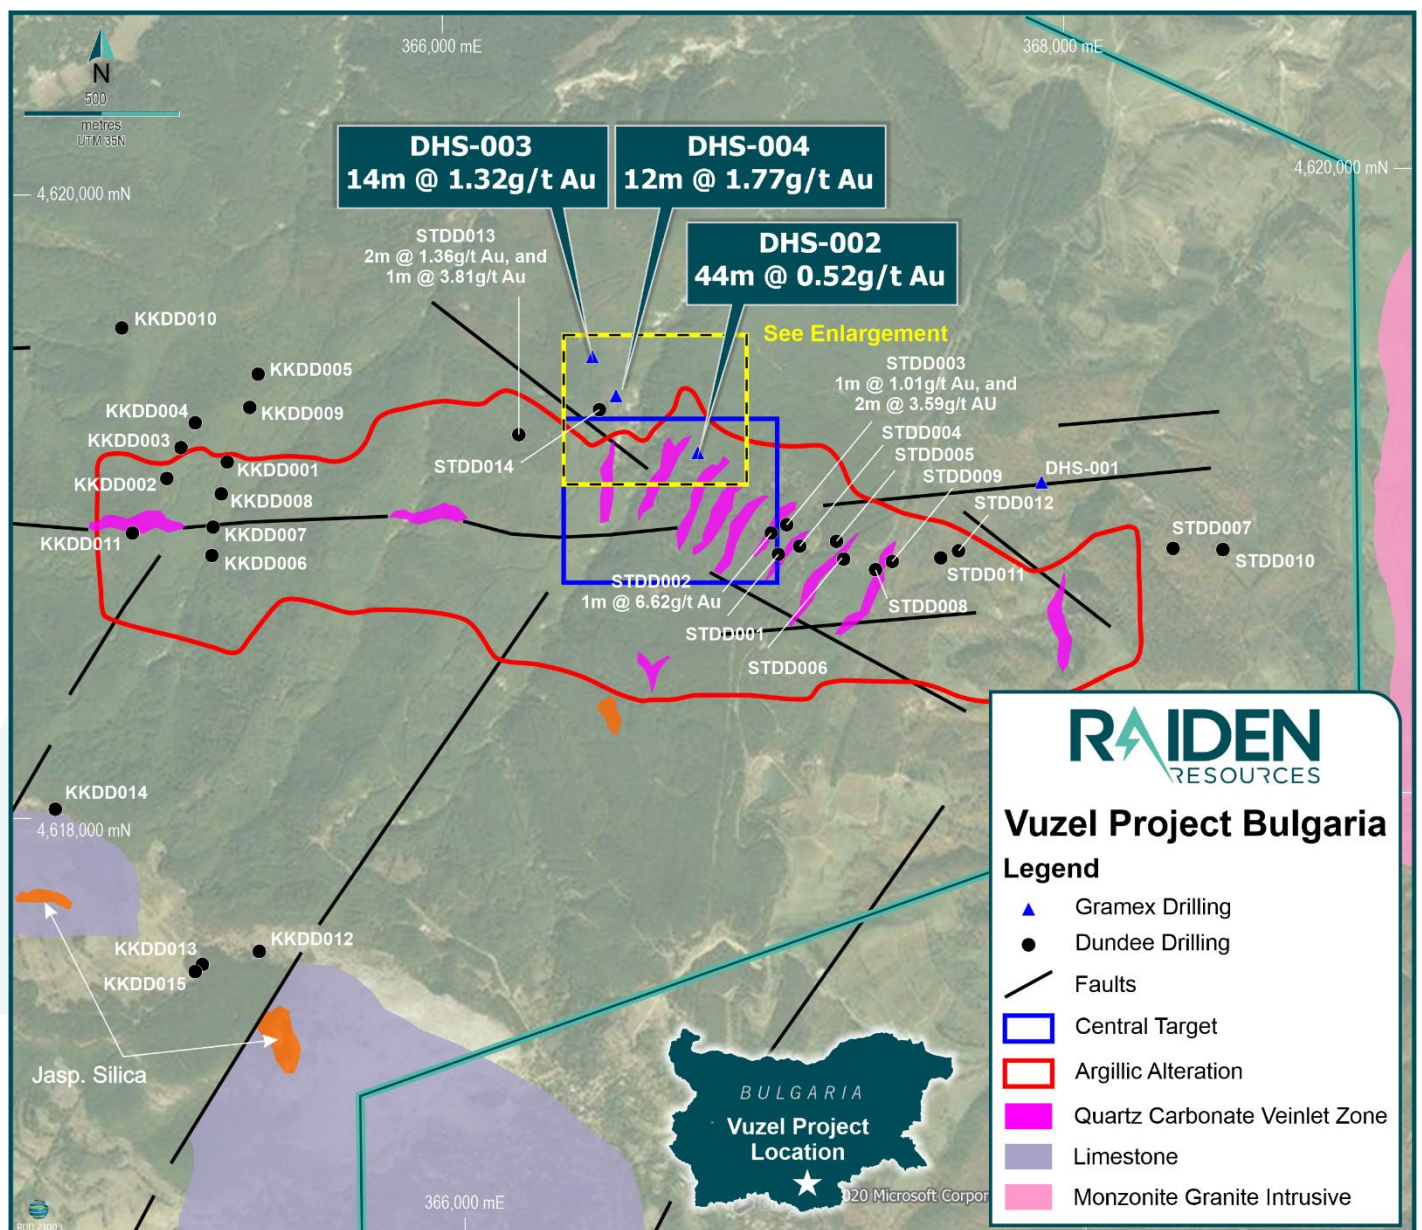 366,000 mE
368,000 mE
N
500
metres
UTM 35N
4,620,000 mN
4,620,000 mN
DHS-003
14m @ 1.32g/t Au
DHS-004
12m @ 1.77g/t Au
DHS-002
44m @ 0.52g/t Au
STDD013
2m @ 1.36g/t Au, and
1m @ 3.81g/t Au
See Enlargement
KKDD010
KKDD005
KKDD009
KKDD004
KKDD003
KKDD001
KKDD002
KKDD008
KKDD007
KKDD011
KKDD006
STDD014
STDD003
1m @ 1.01g/t Au, and
2m @ 3.59g/t AU
STDD004
STDD005
STDD009
DHS-001
STDD012
STDD007
STDD010
STDD011
STDD008
STDD002
1m @ 6.62g/t Au
STDD001
STDD006
KKDD014
4,618,000 mN
KKDD013
KKDD012
KKDD015
Jasp. Silica
RAIDEN
RESOURCES
Vuzel Project Bulgaria
Legend
Gramex Drilling
Dundee Drilling
Faults
Central Target
Argillic Alteration
Quartz Carbonate Veinlet Zone
Limestone
Monzonite Granite Intrusive
BULGARIA
Vuzel Project
Location
366,000 mE
020 Microsoft Corpor